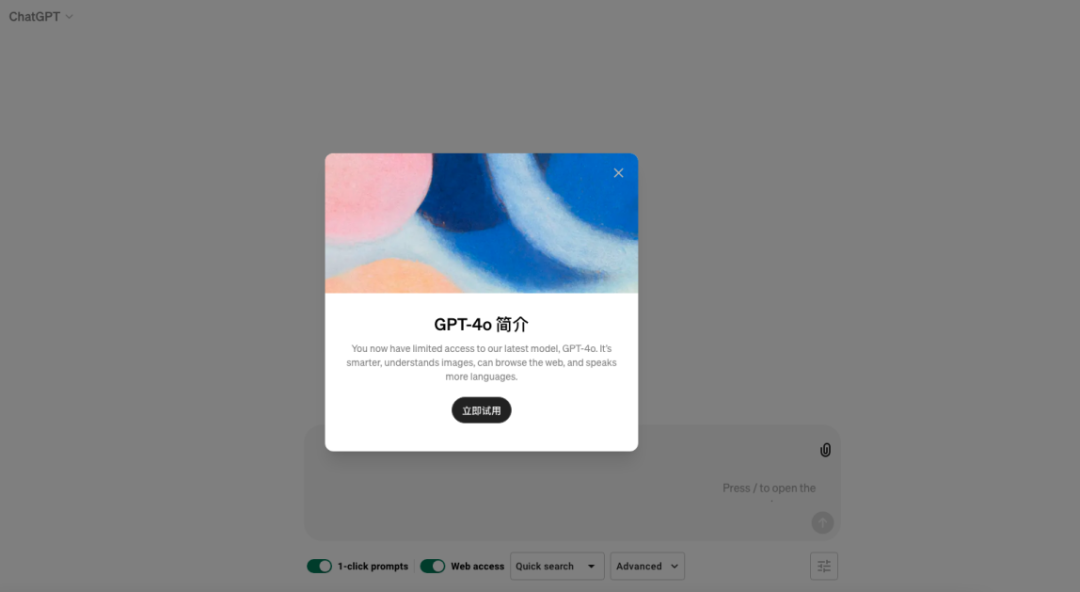 ChatGPT
GPT-4o 简介
You now have limited access to our latest model, GPT-4o. It's
smarter, understands images, can browse the web, and speaks
more languages.
立即试用
Press / to open the
1-click prompts
Web access
Quick search
Advanced